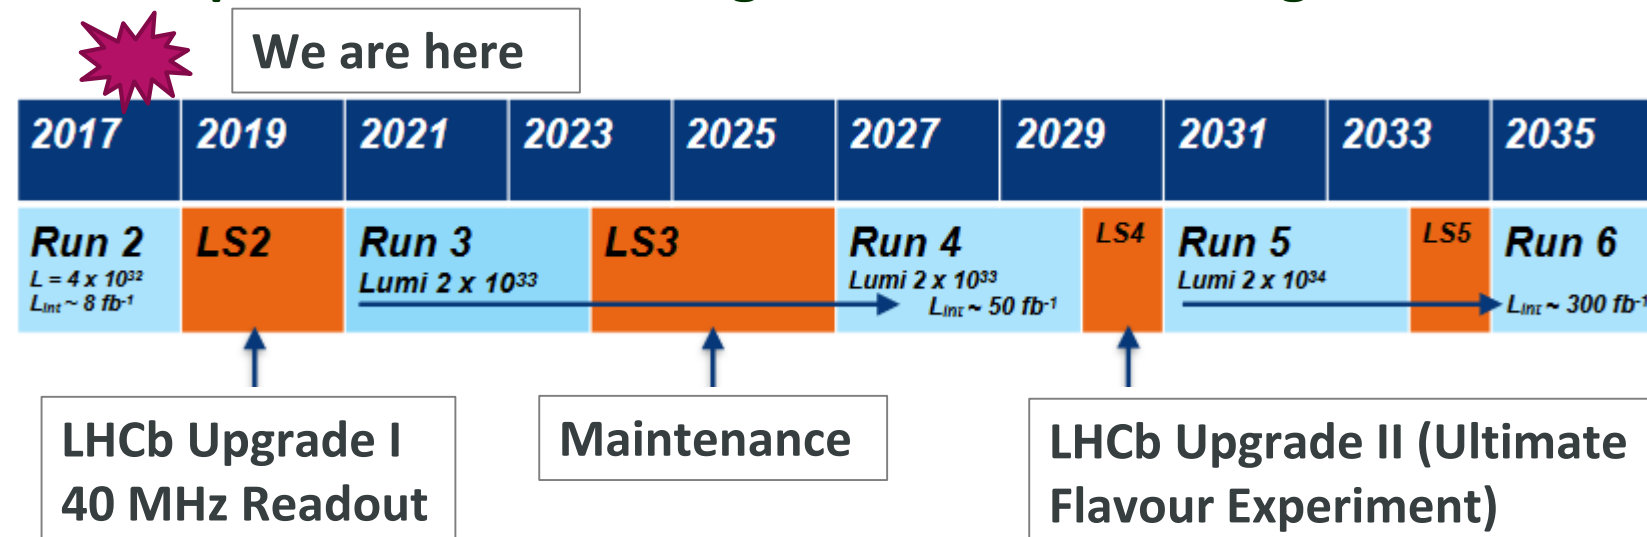 We are here
2017 2019 2021 2023 2025 2027 2029 2031 2033 2035
Run 2 LS2 Run 3 LS3 Run 4 LS4 Run 5 LS5 Run 6
L = 4 x 10³² Lumi 2 x 10³³ Lumi 2 x 10³³ Lumi 2 x 10³⁴
Lint ~ 8 fb⁻¹ Lint ~ 50 fb⁻¹ Lint ~ 300 fb⁻¹
LHCb Upgrade I
40 MHz Readout
Maintenance
LHCb Upgrade II (Ultimate
Flavour Experiment)